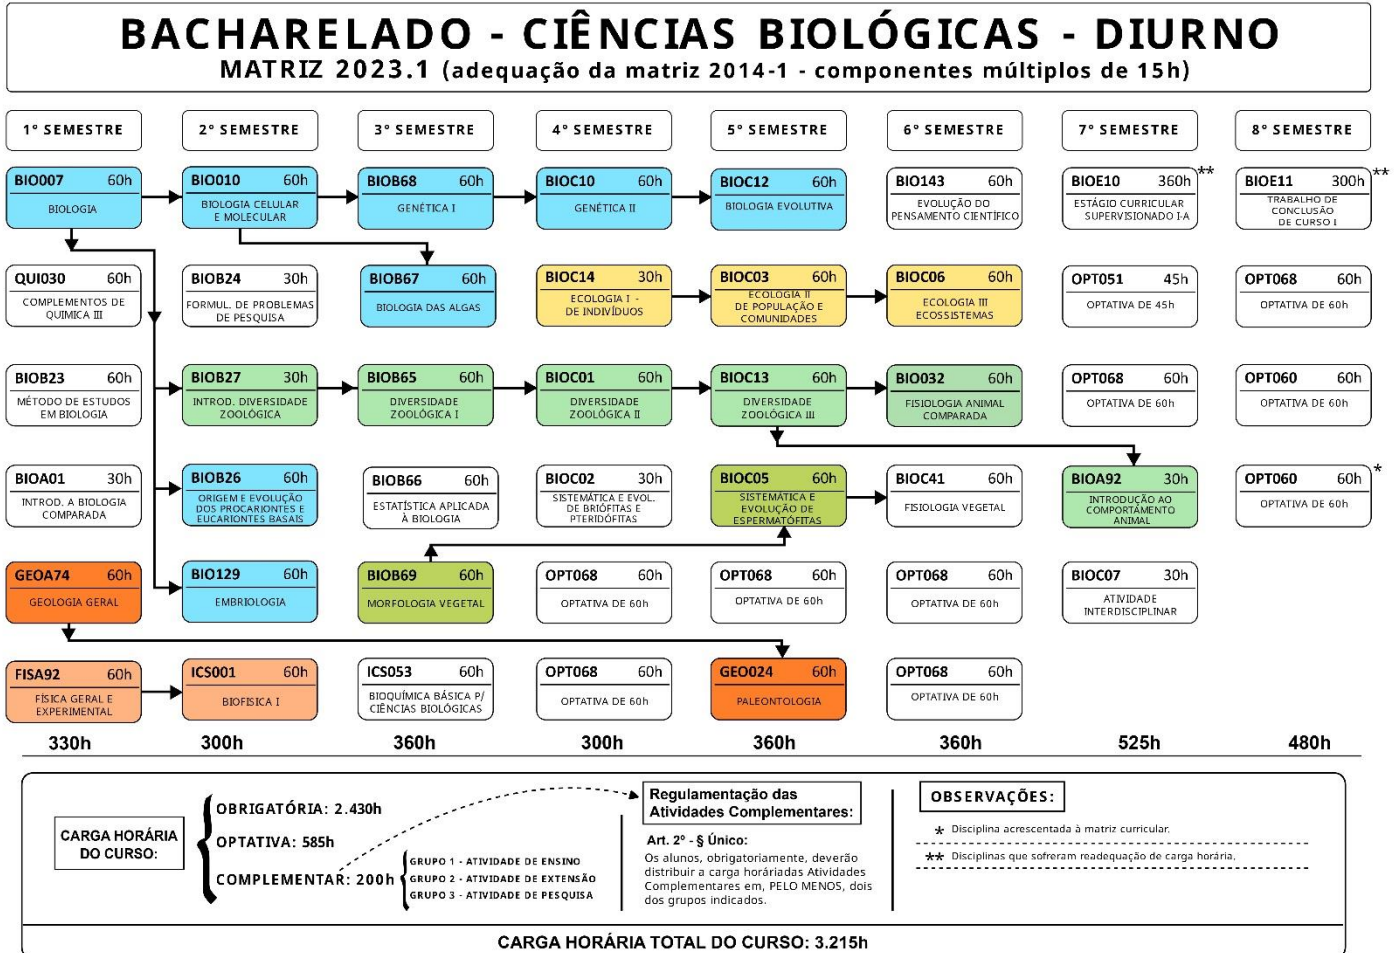 BACHARELADO - CIÊNCIAS BIOLÓGICAS - DIURNO
MATRIZ 2023.1 (adequação da matriz 2014-1 - componentes múltiplos de 15h)
1º SEMESTRE
2º SEMESTRE
3º SEMESTRE
4º SEMESTRE
5º SEMESTRE
6º SEMESTRE
7º SEMESTRE
8º SEMESTRE
BIO007 60h
BIOLOGIA
BIO010 60h
BIOLOGIA CELULAR
E MOLECULAR
BIOB68 60h
GENÉTICA I
BIOC10 60h
GENÉTICA II
BIOC12 60h
BIOLOGIA EVOLUTIVA
BIO143 60h
EVOLUÇÃO DO
PENSAMENTO CIENTÍFICO
BIOE10 360h **
ESTÁGIO CURRICULAR
SUPERVISIONADO I-A
BIOE11 300h **
TRABALHO DE
CONCLUSÃO
DE CURSO I
QUI030 60h
COMPLEMENTOS DE
QUIMICA III
BIOB24 30h
FORMUL. DE PROBLEMAS
DE PESQUISA
BIOB67 60h
BIOLOGIA DAS ALGAS
BIOC14 30h
ECOLOGIA I -
DE INDIVÍDUOS
BIOC03 60h
ECOLOGIA II
DE POPULAÇÃO E
COMUNIDADES
BIOC06 60h
ECOLOGIA III
ECOSSISTEMAS
OPT051 45h
OPTATIVA DE 45h
OPT068 60h
OPTATIVA DE 60h
BIOB23 60h
MÉTODO DE ESTUDOS
EM BIOLOGIA
BIOB27 30h
INTROD. DIVERSIDADE
ZOOLÓGICA
BIOB65 60h
DIVERSIDADE
ZOOLÓGICA I
BIOC01 60h
DIVERSIDADE
ZOOLÓGICA II
BIOC13 60h
DIVERSIDADE
ZOOLÓGICA III
BIO032 60h
FISIOLOGIA ANIMAL
COMPARADA
OPT068 60h
OPTATIVA DE 60h
OPT060 60h
OPTATIVA DE 60h
BIOA01 30h
INTROD. A BIOLOGIA
COMPARADA
BIOB26 60h
ORIGEM E EVOLUÇÃO
DOS PROCARIONTES E
EUCARIONTES BASAIS
BIOB66 60h
ESTATÍSTICA APLICADA
À BIOLOGIA
BIOC02 30h
SISTEMÁTICA E EVOL.
DE BRIÓFITAS E
PTERIDÓFITAS
BIOC05 60h
SISTEMÁTICA E
EVOLUÇÃO DE
ESPERMATÓFITAS
BIOC41 60h
FISIOLOGIA VEGETAL
BIOA92 30h
INTRODUÇÃO AO
COMPORTAMENTO
ANIMAL
OPT060 60h *
OPTATIVA DE 60h
GEOA74 60h
GEOLOGIA GERAL
BIO129 60h
EMBRIOLOGIA
BIOB69 60h
MORFOLOGIA VEGETAL
OPT068 60h
OPTATIVA DE 60h
OPT068 60h
OPTATIVA DE 60h
OPT068 60h
OPTATIVA DE 60h
BIOC07 30h
ATIVIDADE
INTERDISCIPLINAR
FISA92 60h
FÍSICA GERAL E
EXPERIMENTAL
ICS001 60h
BIOFISICA I
ICS053 60h
BIOQUÍMICA BÁSICA P/
CIÊNCIAS BIOLÓGICAS
OPT068 60h
OPTATIVA DE 60h
GEO024 60h
PALEONTOLOGIA
OPT068 60h
OPTATIVA DE 60h
330h 300h 360h 300h 360h 360h 525h 480h
CARGA HORÁRIA
DO CURSO:
OBRIGATÓRIA: 2.430h
OPTATIVA: 585h
COMPLEMENTAR: 200h
GRUPO 1 - ATIVIDADE DE ENSINO
GRUPO 2 - ATIVIDADE DE EXTENSÃO
GRUPO 3 - ATIVIDADE DE PESQUISA
Regulamentação das
Atividades Complementares:
Art. 2º - § Único:
Os alunos, obrigatoriamente, deverão
distribuir a carga horáriadas Atividades
Complementares em, PELO MENOS, dois
dos grupos indicados.
OBSERVAÇÕES:
* Disciplina acrescentada à matriz curricular.
** Disciplinas que sofreram readequação de carga horária.
CARGA HORÁRIA TOTAL DO CURSO: 3.215h